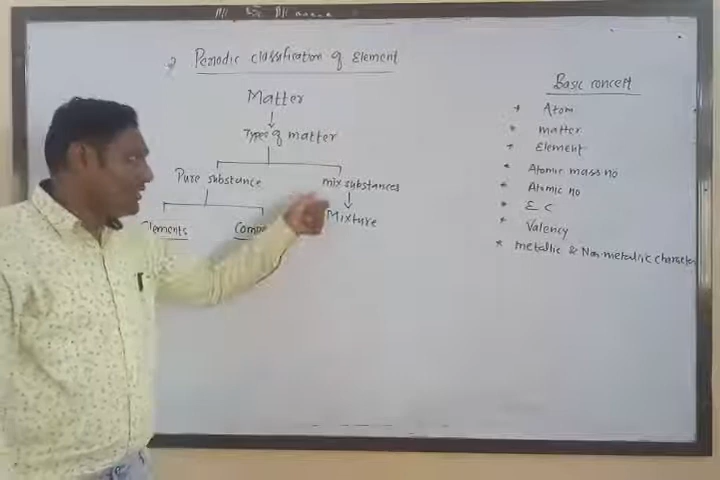 Periodic classification of Element
Matter
Types of matter
Pure substance
mix substances
Elements
Mixture
Basic concept
* Atom
* matter
* Element
* Atomic mass no
* Atomic no
* E C
* Valency
* metallic & Non-metallic character